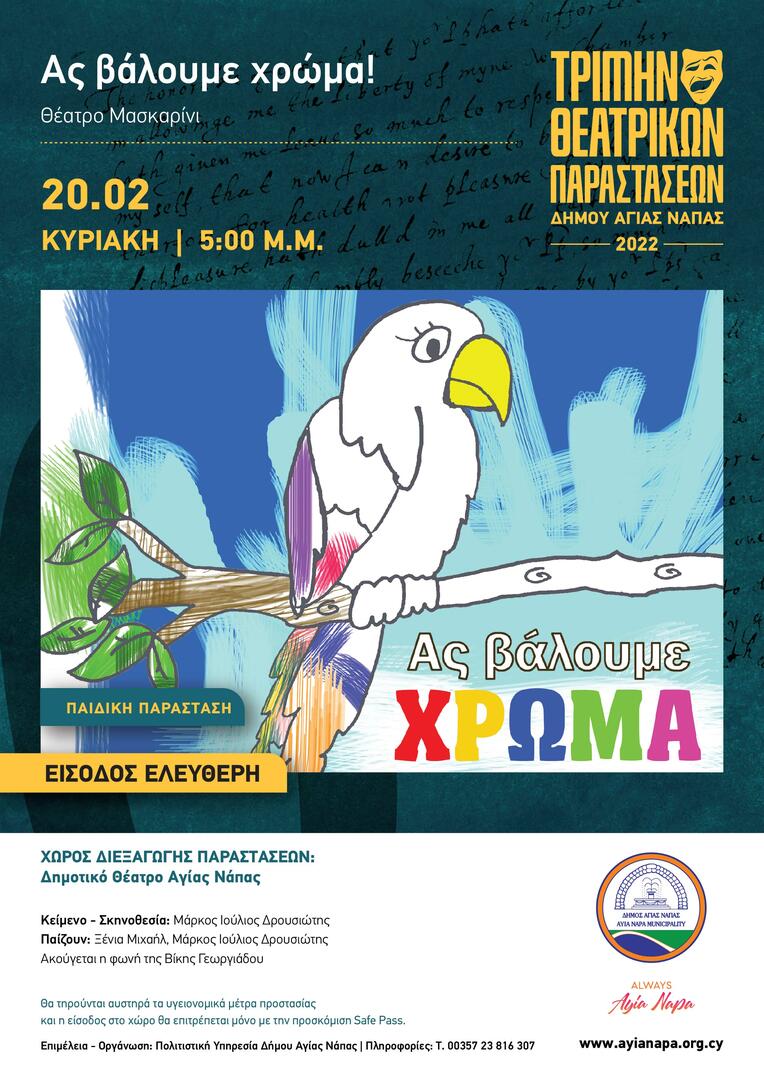 Ας βάλουμε χρώμα!
Θέατρο Μασκαρίνι
20.02
ΚΥΡΙΑΚΗ | 5:00 Μ.Μ.
ΤΡΙΜΗΝΟ
ΘΕΑΤΡΙΚΩΝ
ΠΑΡΑΣΤΑΣΕΩΝ
ΔΗΜΟΥ ΑΓΙΑΣ ΝΑΠΑΣ
2022
Ας βάλουμε
ΧΡΩΜΑ
ΠΑΙΔΙΚΗ ΠΑΡΑΣΤΑΣΗ
ΕΙΣΟΔΟΣ ΕΛΕΥΘΕΡΗ
ΧΩΡΟΣ ΔΙΕΞΑΓΩΓΗΣ ΠΑΡΑΣΤΑΣΕΩΝ:
Δημοτικό Θέατρο Αγίας Νάπας
Κείμενο - Σκηνοθεσία: Μάρκος Ιούλιος Δρουσιώτης
Παίζουν: Ξένια Μιχαήλ, Μάρκος Ιούλιος Δρουσιώτης
Ακούγεται η φωνή της Βίκης Γεωργιάδου
Θα τηρούνται αυστηρά τα υγειονομικά μέτρα προστασίας
και η είσοδος στο χώρο θα επιτρέπεται μόνο με την προσκόμιση Safe Pass.
Επιμέλεια - Οργάνωση: Πολιτιστική Υπηρεσία Δήμου Αγίας Νάπας | Πληροφορίες: Τ. 00357 23 816 307
ΔΗΜΟΣ ΑΓΙΑΣ ΝΑΠΑΣ
AYIA NAPA MUNICIPALITY
ALWAYS
Ayia Napa
www.ayianapa.org.cy